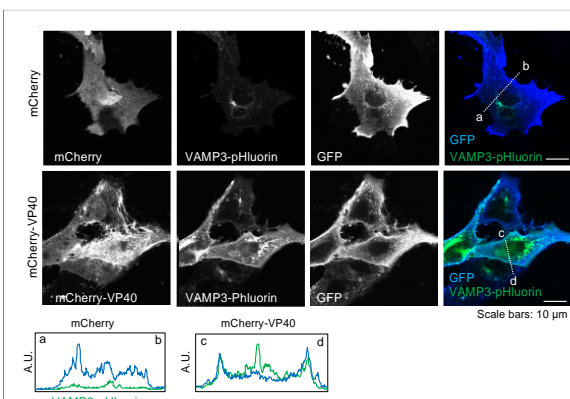 mCherry
mCherry
VAMP3-pHluorin
GFP
a
b
GFP
VAMP3-pHluorin
mCherry-VP40
mCherry-VP40
VAMP3-Phluorin
GFP
c
d
GFP
VAMP3-pHluorin
Scale bars: 10 µm
mCherry
mCherry-VP40
A.U.
a
b
A.U.
c
d